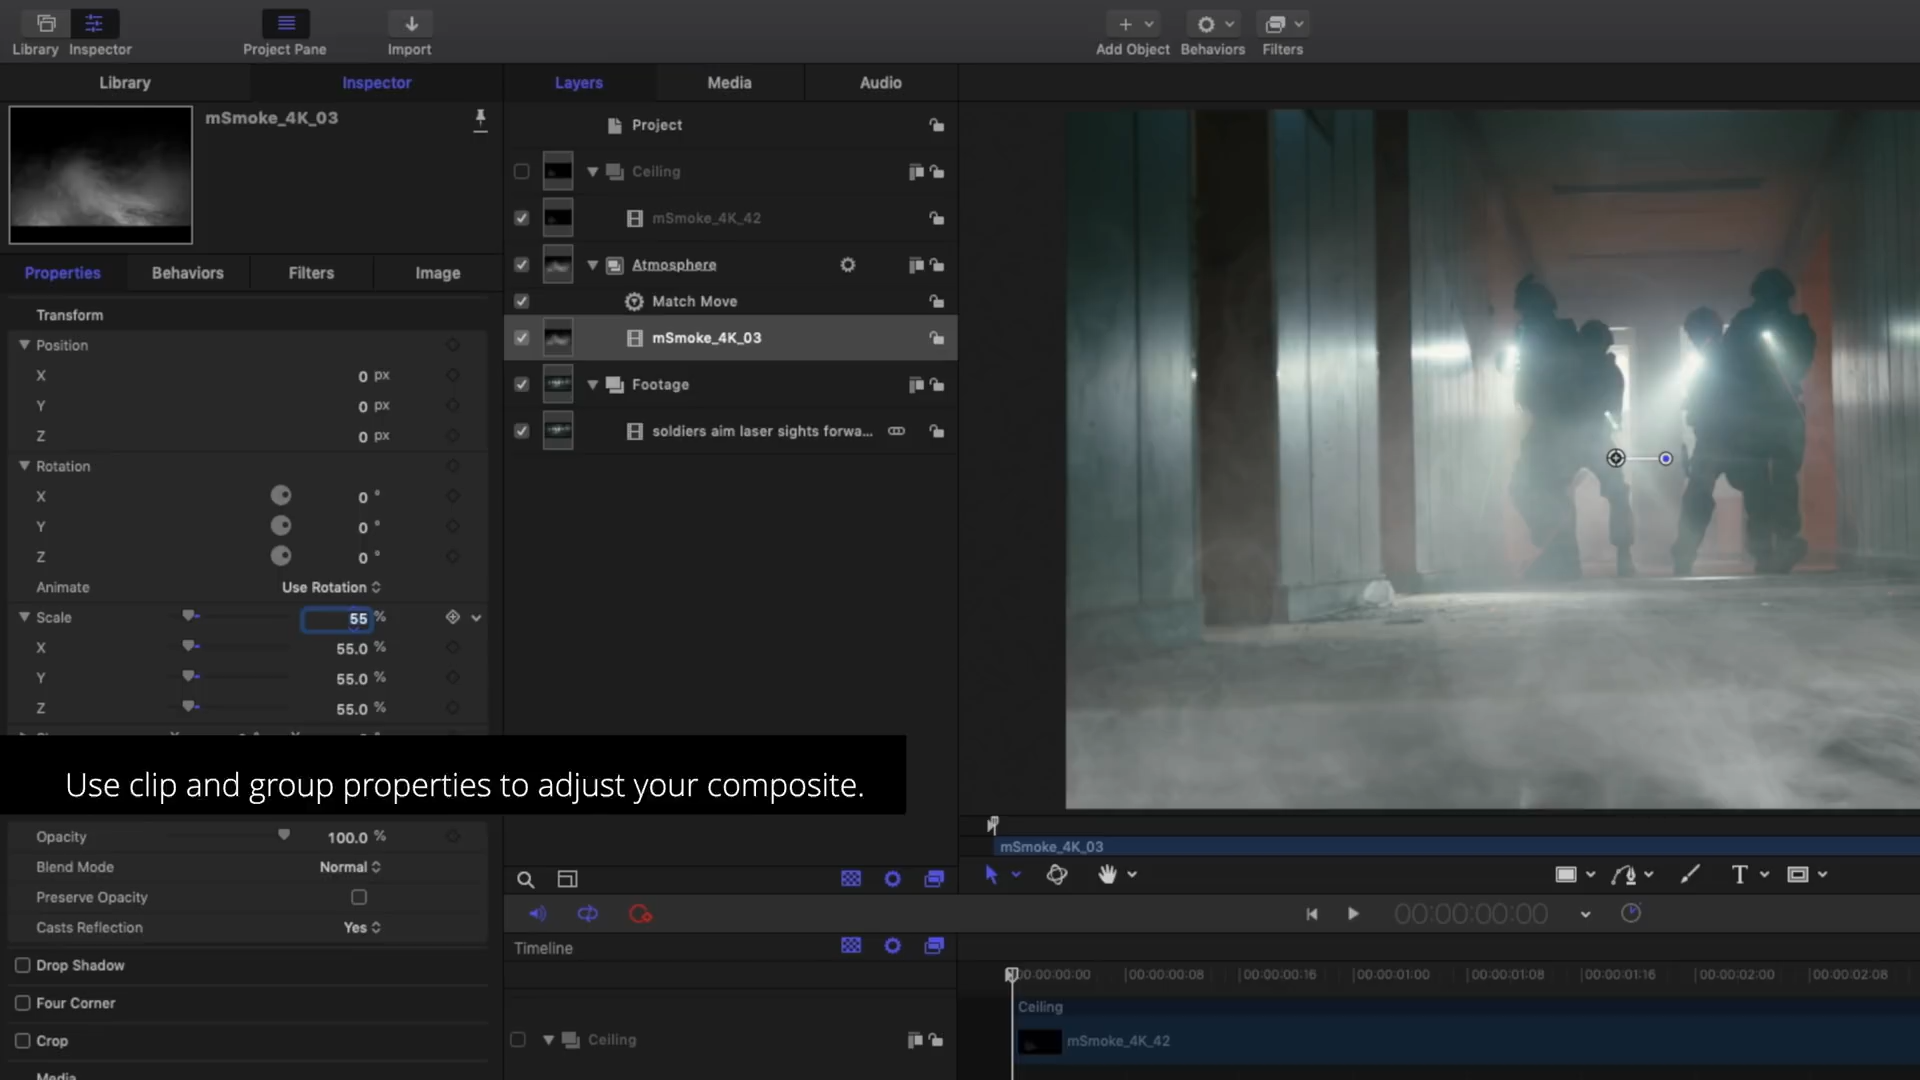 Library
Inspector
Project Pane
Import
Add Object
Behaviors
Filters
Library
Inspector
Layers
Media
Audio
mSmoke_4K_03
Project
Ceiling
mSmoke_4K_42
Atmosphere
Match Move
mSmoke_4K_03
Footage
soldiers aim laser sights forwa...
Properties
Behaviors
Filters
Image
Transform
Position
X 0 px
Y 0 px
Z 0 px
Rotation
X 0 °
Y 0 °
Z 0 °
Animate Use Rotation
Scale 55 %
X 55.0 %
Y 55.0 %
Z 55.0 %
Use clip and group properties to adjust your composite.
Opacity 100.0 %
Blend Mode Normal
Preserve Opacity
Casts Reflection Yes
Drop Shadow
Four Corner
Crop
Media
mSmoke_4K_03
T
00:00:00:00
Timeline
00:00:00:00 00:00:00:08 00:00:00:16 00:00:01:00 00:00:01:08 00:00:01:16 00:00:02:00 00:00:02:08
Ceiling
Ceiling
mSmoke_4K_42